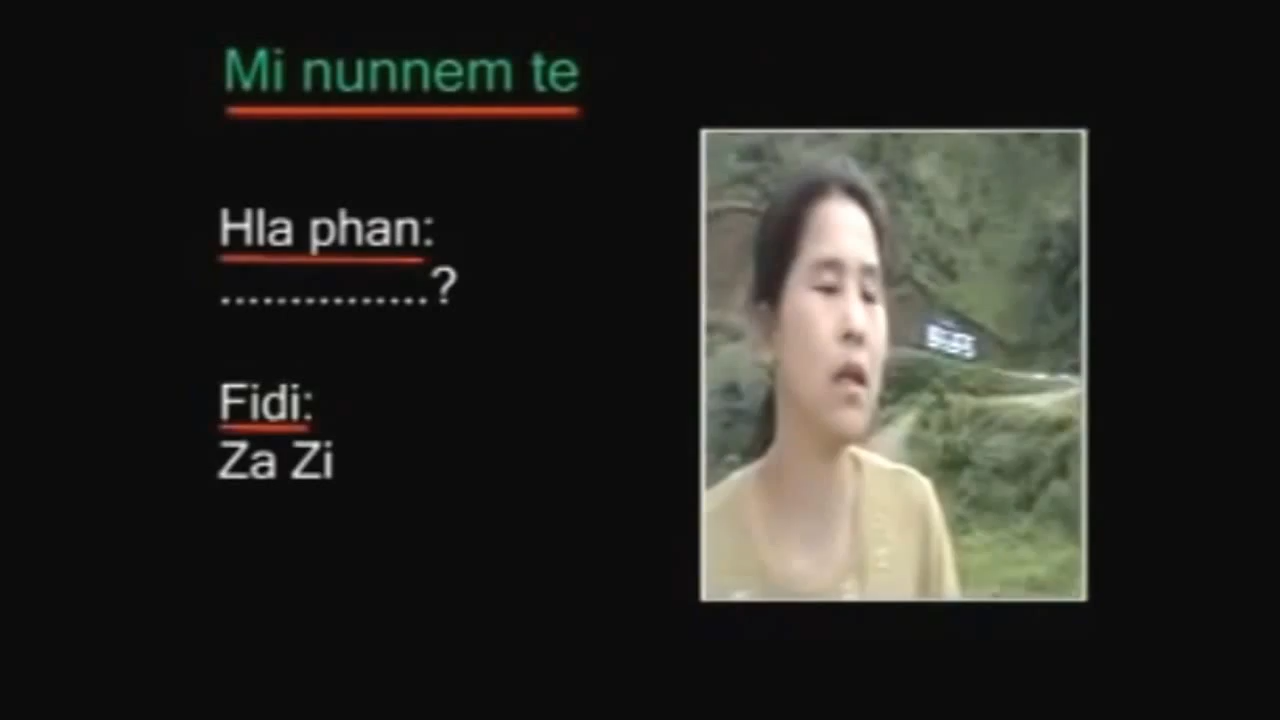 Mi nunnem te
Hla phan:
...............?
Fidi:
Za Zi